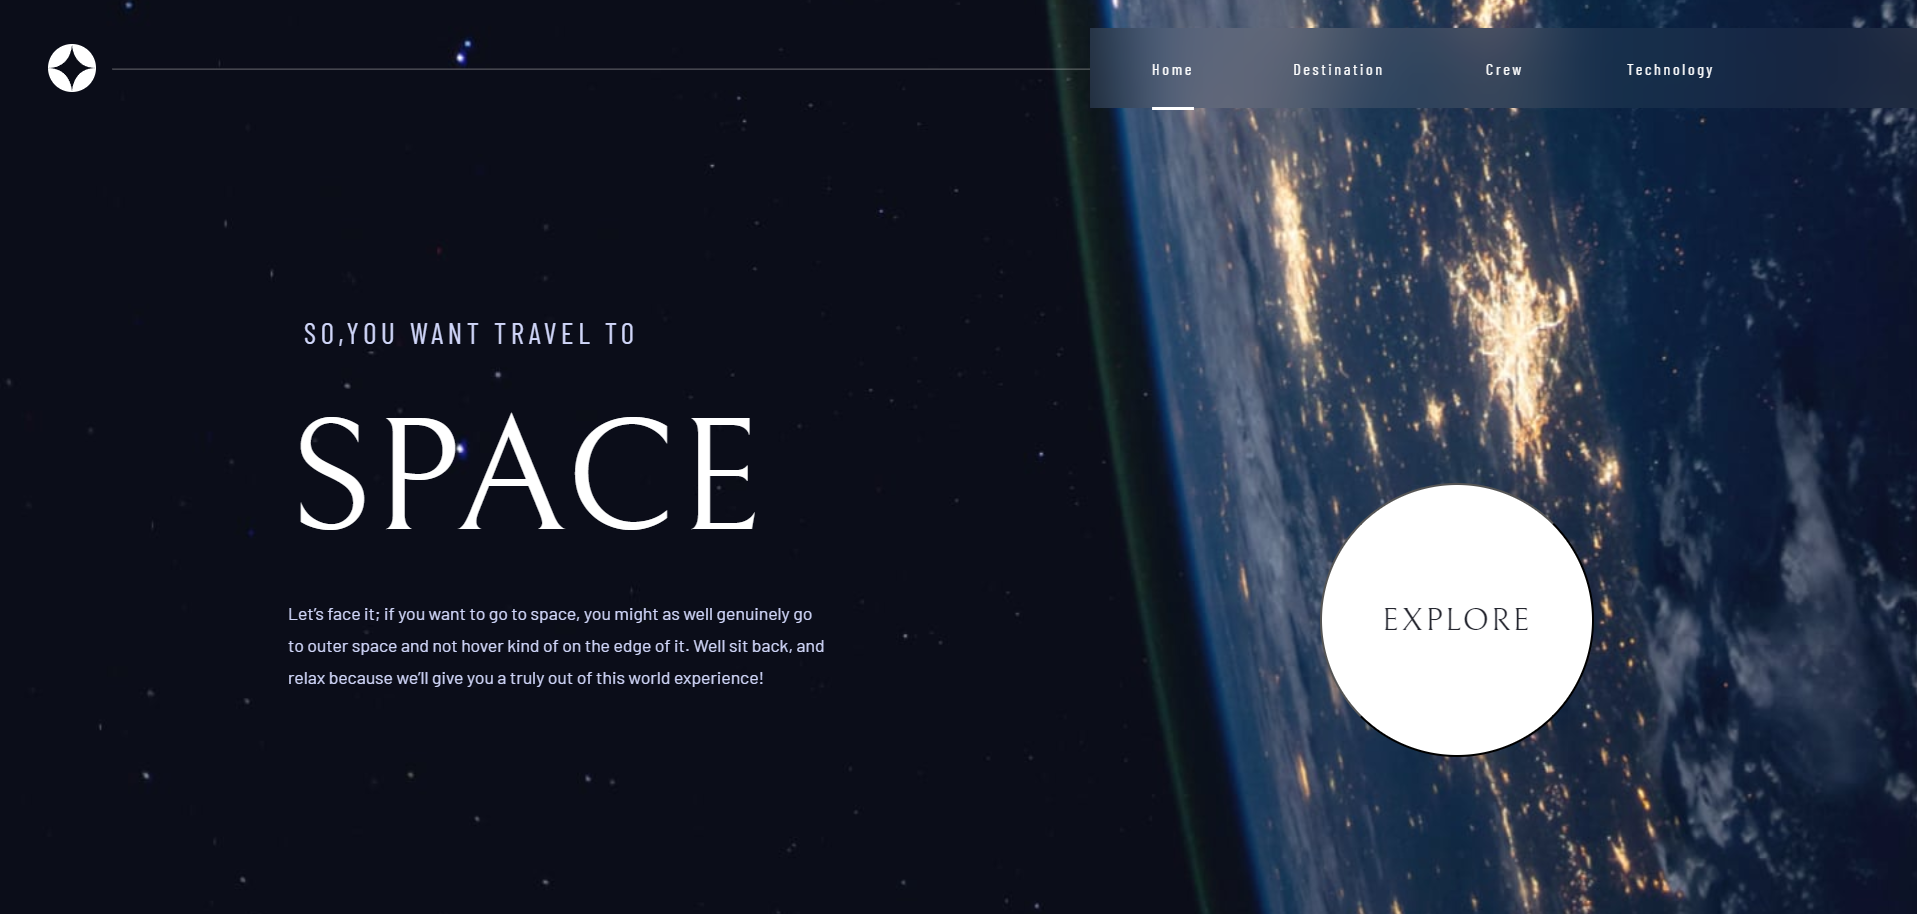 Home Destination Crew Technology
SO,YOU WANT TRAVEL TO
SPACE
Let’s face it; if you want to go to space, you might as well genuinely go
to outer space and not hover kind of on the edge of it. Well sit back, and
relax because we’ll give you a truly out of this world experience!
EXPLORE